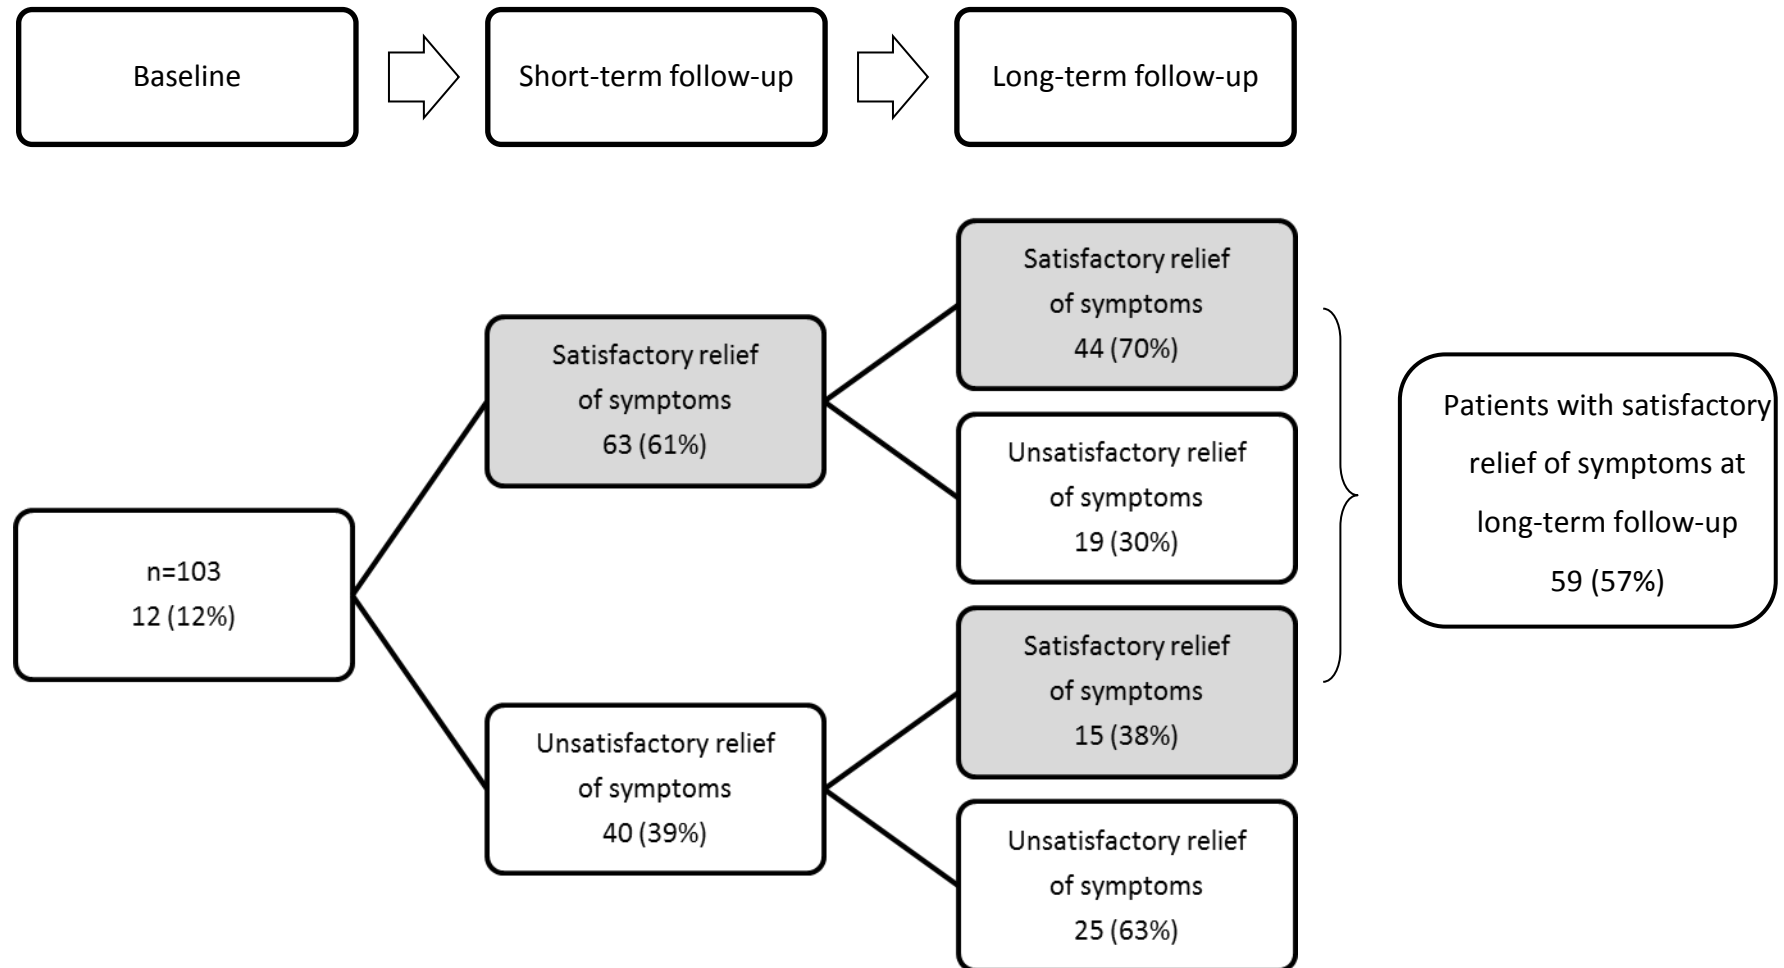 Baseline
Short-term follow-up
Long-term follow-up
n=103
12 (12%)
Satisfactory relief
of symptoms
63 (61%)
Unsatisfactory relief
of symptoms
40 (39%)
Satisfactory relief
of symptoms
44 (70%)
Unsatisfactory relief
of symptoms
19 (30%)
Satisfactory relief
of symptoms
15 (38%)
Unsatisfactory relief
of symptoms
25 (63%)
Patients with satisfactory
relief of symptoms at
long-term follow-up
59 (57%)